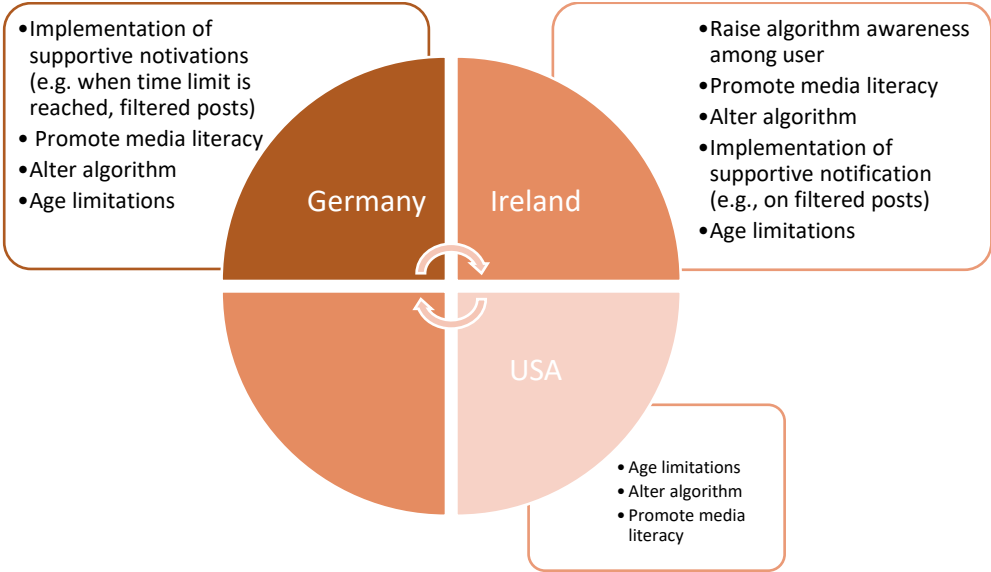 •Implementation of
supportive notivations
(e.g. when time limit is
reached, filtered posts)
• Promote media literacy
•Alter algorithm
•Age limitations
•Raise algorithm awareness
among user
•Promote media literacy
•Alter algorithm
•Implementation of
supportive notification
(e.g., on filtered posts)
•Age limitations
Germany
Ireland
USA
• Age limitations
• Alter algorithm
• Promote media
literacy